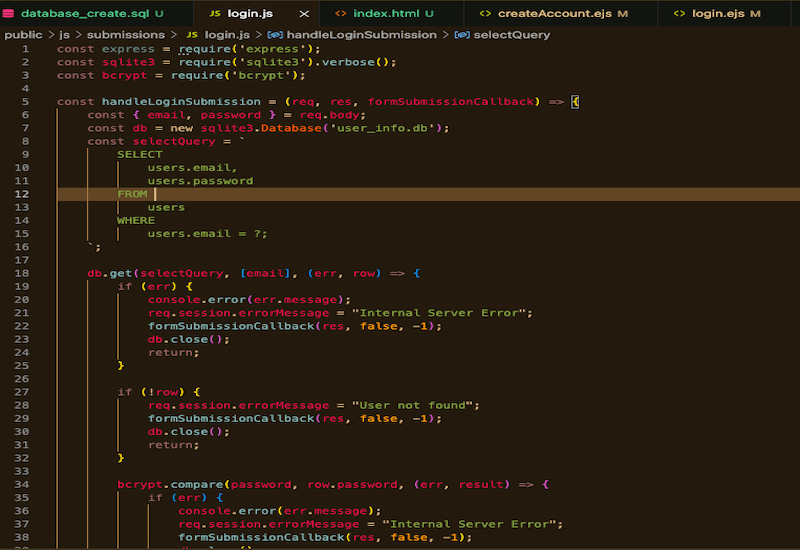 database_create.sql U JS login.js × <> index.html U <> createAccount.ejs M <> login.ejs M
public > js > submissions > JS login.js > handleLoginSubmission > selectQuery
1 const express = require('express');
2 const sqlite3 = require('sqlite3').verbose();
3 const bcrypt = require('bcrypt');
4
5 const handleLoginSubmission = (req, res, formSubmissionCallback) => {
6 const { email, password } = req.body;
7 const db = new sqlite3.Database('user_info.db');
8 const selectQuery = `
9 SELECT
10 users.email,
11 users.password
12 FROM
13 users
14 WHERE
15 users.email = ?;
16 `;
17
18 db.get(selectQuery, [email], (err, row) => {
19 if (err) {
20 console.error(err.message);
21 req.session.errorMessage = "Internal Server Error";
22 formSubmissionCallback(res, false, -1);
23 db.close();
24 return;
25 }
26
27 if (!row) {
28 req.session.errorMessage = "User not found";
29 formSubmissionCallback(res, false, -1);
30 db.close();
31 return;
32 }
33
34 bcrypt.compare(password, row.password, (err, result) => {
35 if (err) {
36 console.error(err.message);
37 req.session.errorMessage = "Internal Server Error";
38 formSubmissionCallback(res, false, -1);